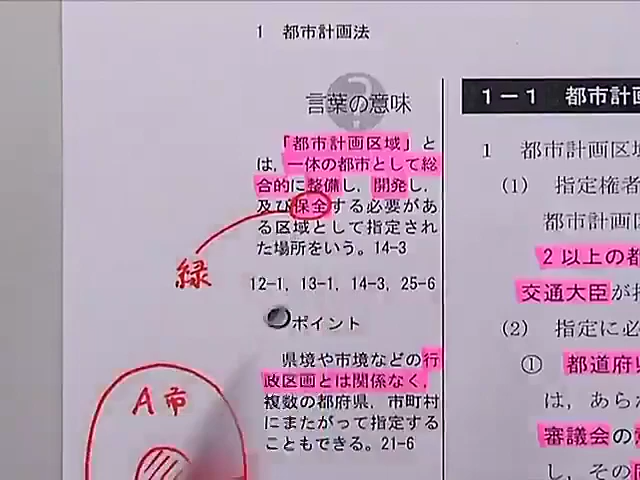 1 都市計画法
言葉の意味
「都市計画区域」と
は，一体の都市として総
合的に整備し，開発し，
及び保全する必要があ
る区域として指定され
た場所をいう。14-3
緑
12-1，13-1，14-3，25-6
ポイント
県境や市境などの行
政区画とは関係なく，
複数の都府県，市町村
にまたがって指定する
こともできる。21-6
A市
1－1 都市計
1 都市計画区域
(1) 指定権者
都市計画
2以上の都
交通大臣が
(2) 指定に必
① 都道府
は，あら
審議会の
し，その